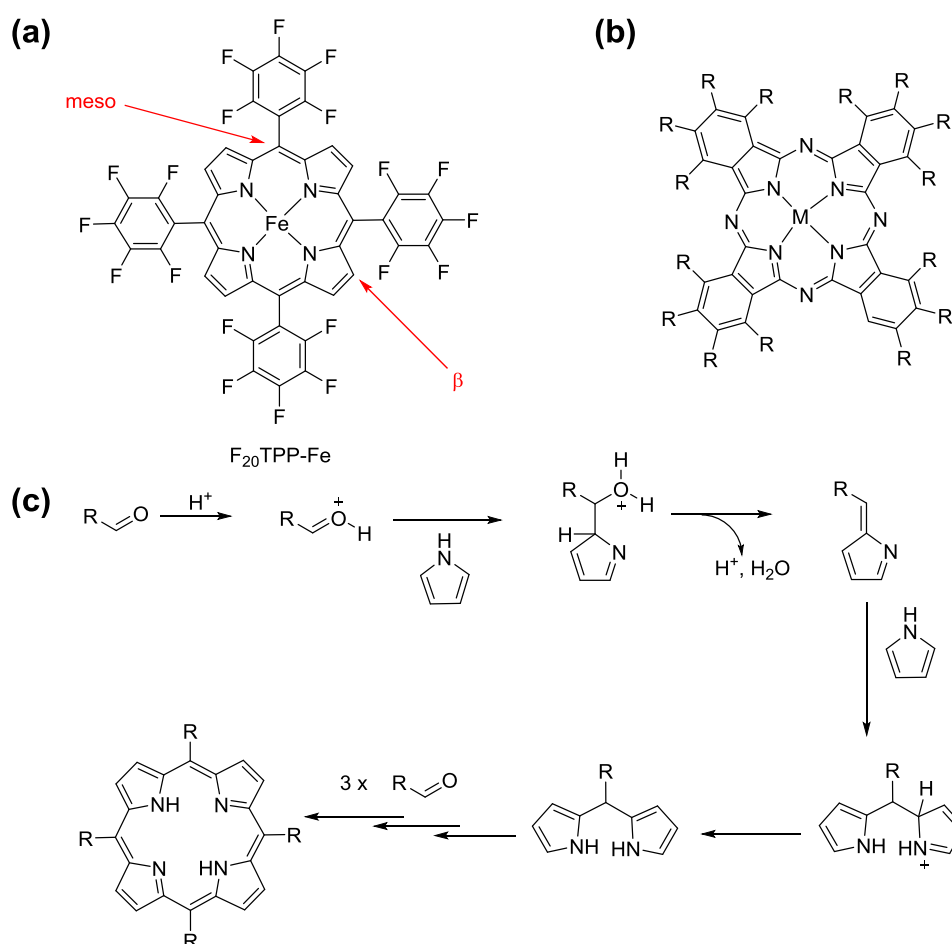 (a)
(b)
F
F F
meso
F F
F F F F
N N
F Fe F
N N
F F F F
F F
β
F F
F
F₂₀TPP-Fe
R R
R R
R R
R R
N
N N
N M N
N N
N
R R
R R
R R R
(c)
R O
H⁺
R O
+
H
H
N
H
R O H
+
H N
H⁺, H₂O
R
N
H
N
R H
NH HN
+
R
NH HN
3 x R O
R
NH N
R R
N HN
R